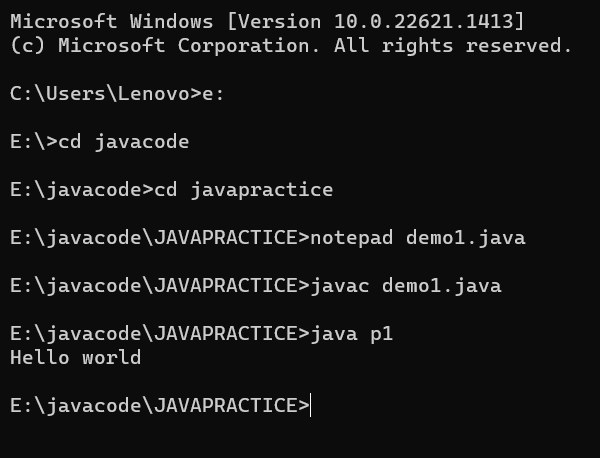 Microsoft Windows [Version 10.0.22621.1413]
(c) Microsoft Corporation. All rights reserved.
C:\Users\Lenovo>e:
E:\>cd javacode
E:\javacode>cd javapractice
E:\javacode\JAVAPRACTICE>notepad demo1.java
E:\javacode\JAVAPRACTICE>javac demo1.java
E:\javacode\JAVAPRACTICE>java p1
Hello world
E:\javacode\JAVAPRACTICE>